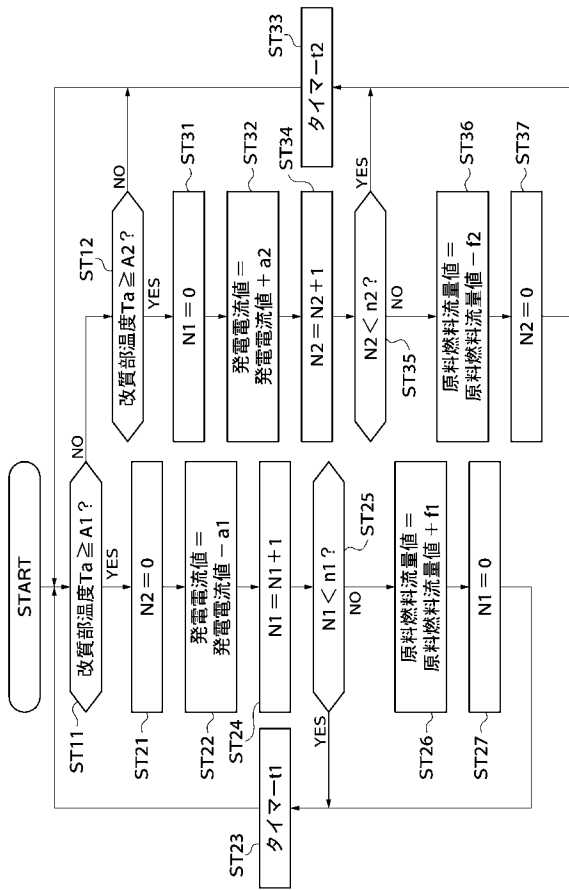 START
ST11
改質部温度Ta≧A1？
YES
NO
ST21
N2＝0
ST22
発電電流値＝
発電電流値－a1
ST23
タイマーt1
ST24
N1＝N1＋1
ST25
N1＜n1？
YES
NO
ST26
原料燃料流量値＝
原料燃料流量値＋f1
ST27
N1＝0
ST12
改質部温度Ta≧A2？
NO
YES
ST31
N1＝0
ST32
発電電流値＝
発電電流値＋a2
ST33
タイマーt2
ST34
N2＝N2＋1
ST35
N2＜n2？
YES
NO
ST36
原料燃料流量値＝
原料燃料流量値－f2
ST37
N2＝0